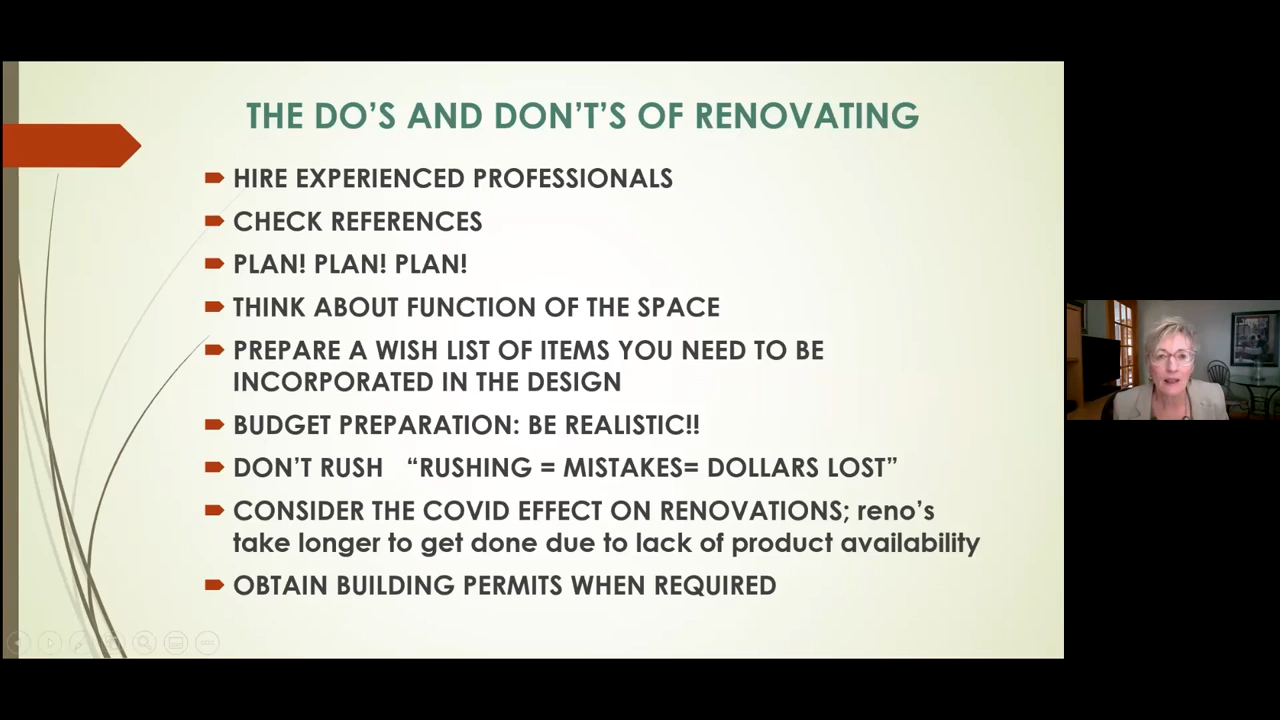 THE DO'S AND DON'T'S OF RENOVATING
HIRE EXPERIENCED PROFESSIONALS
CHECK REFERENCES
PLAN! PLAN! PLAN!
THINK ABOUT FUNCTION OF THE SPACE
PREPARE A WISH LIST OF ITEMS YOU NEED TO BE
INCORPORATED IN THE DESIGN
BUDGET PREPARATION: BE REALISTIC!!
DON'T RUSH “RUSHING = MISTAKES= DOLLARS LOST”
CONSIDER THE COVID EFFECT ON RENOVATIONS; reno's
take longer to get done due to lack of product availability
OBTAIN BUILDING PERMITS WHEN REQUIRED